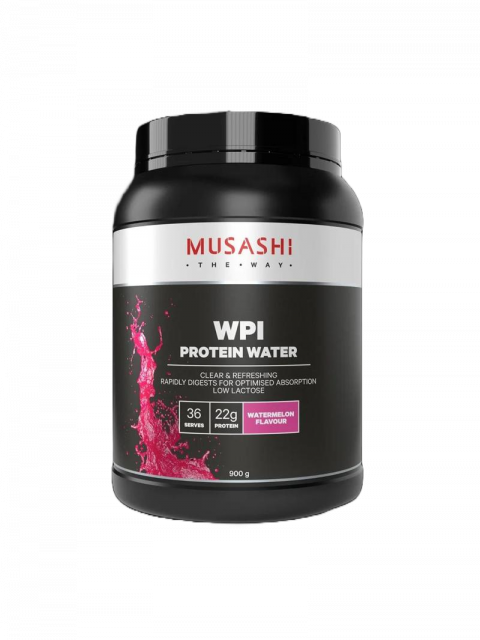 MUSASHI
• THE • WAY •
WPI
PROTEIN WATER
CLEAR & REFRESHING
RAPIDLY DIGESTS FOR OPTIMISED ABSORPTION
LOW LACTOSE
36 SERVES
22g PROTEIN
WATERMELON
FLAVOUR
900 g